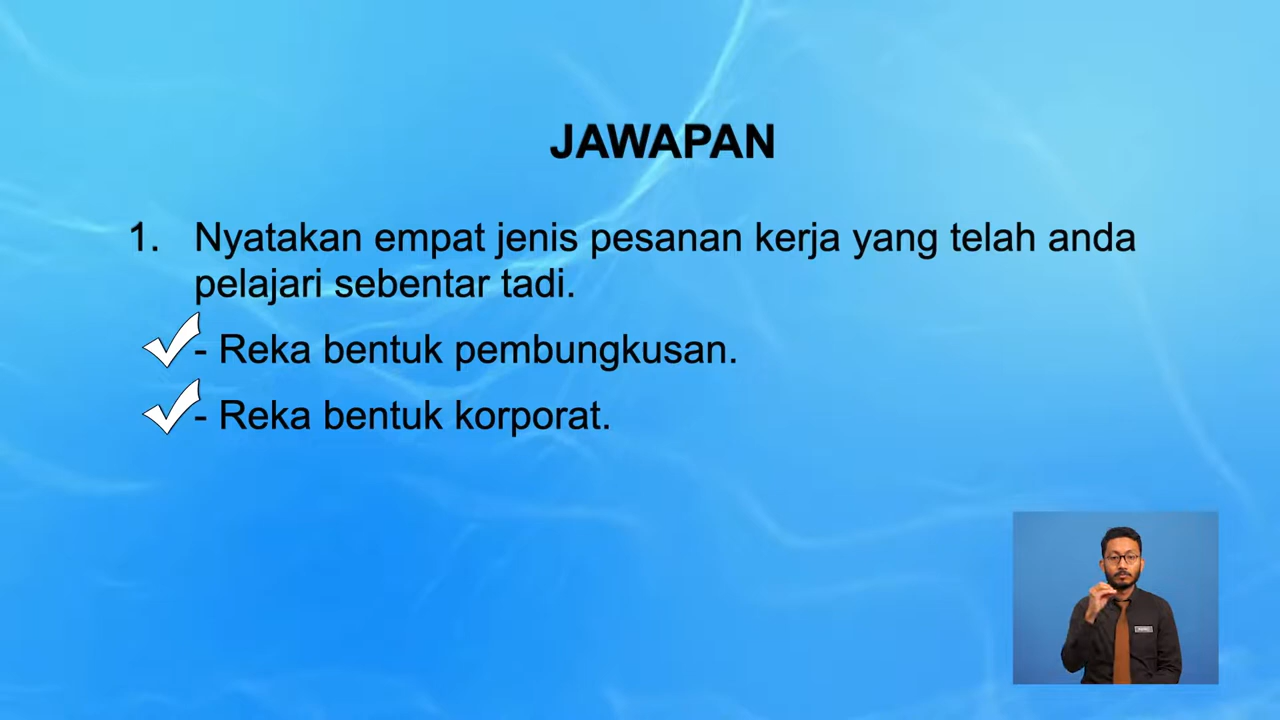 JAWAPAN
1. Nyatakan empat jenis pesanan kerja yang telah anda
pelajari sebentar tadi.
- Reka bentuk pembungkusan.
- Reka bentuk korporat.